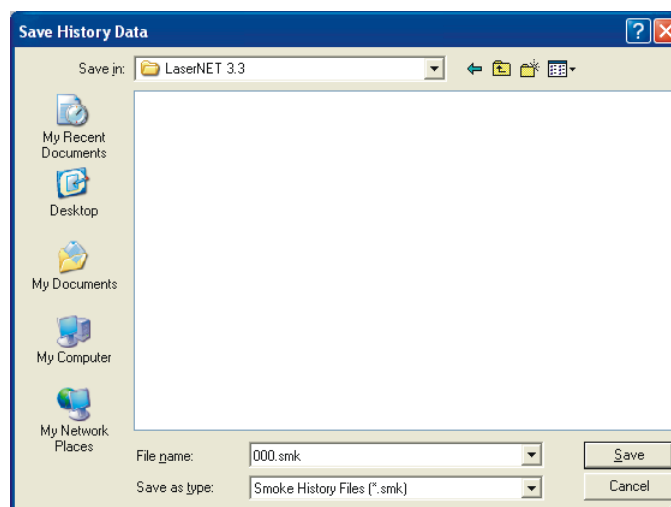 Save History Data
Save in:
LaserNET 3.3
My Recent
Documents
Desktop
My Documents
My Computer
My Network
Places
File name:
000.smk
Save
Save as type:
Smoke History Files (*.smk)
Cancel